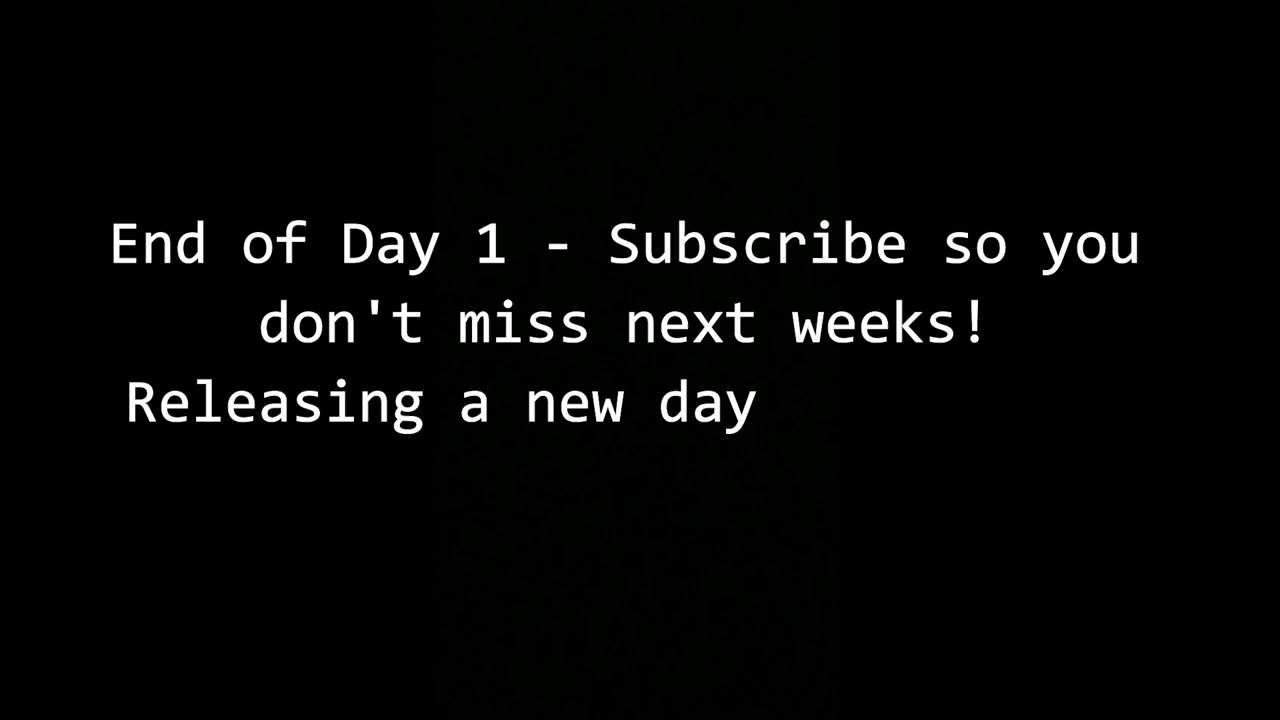 End of Day 1 - Subscribe so you
don't miss next weeks!
Releasing a new day